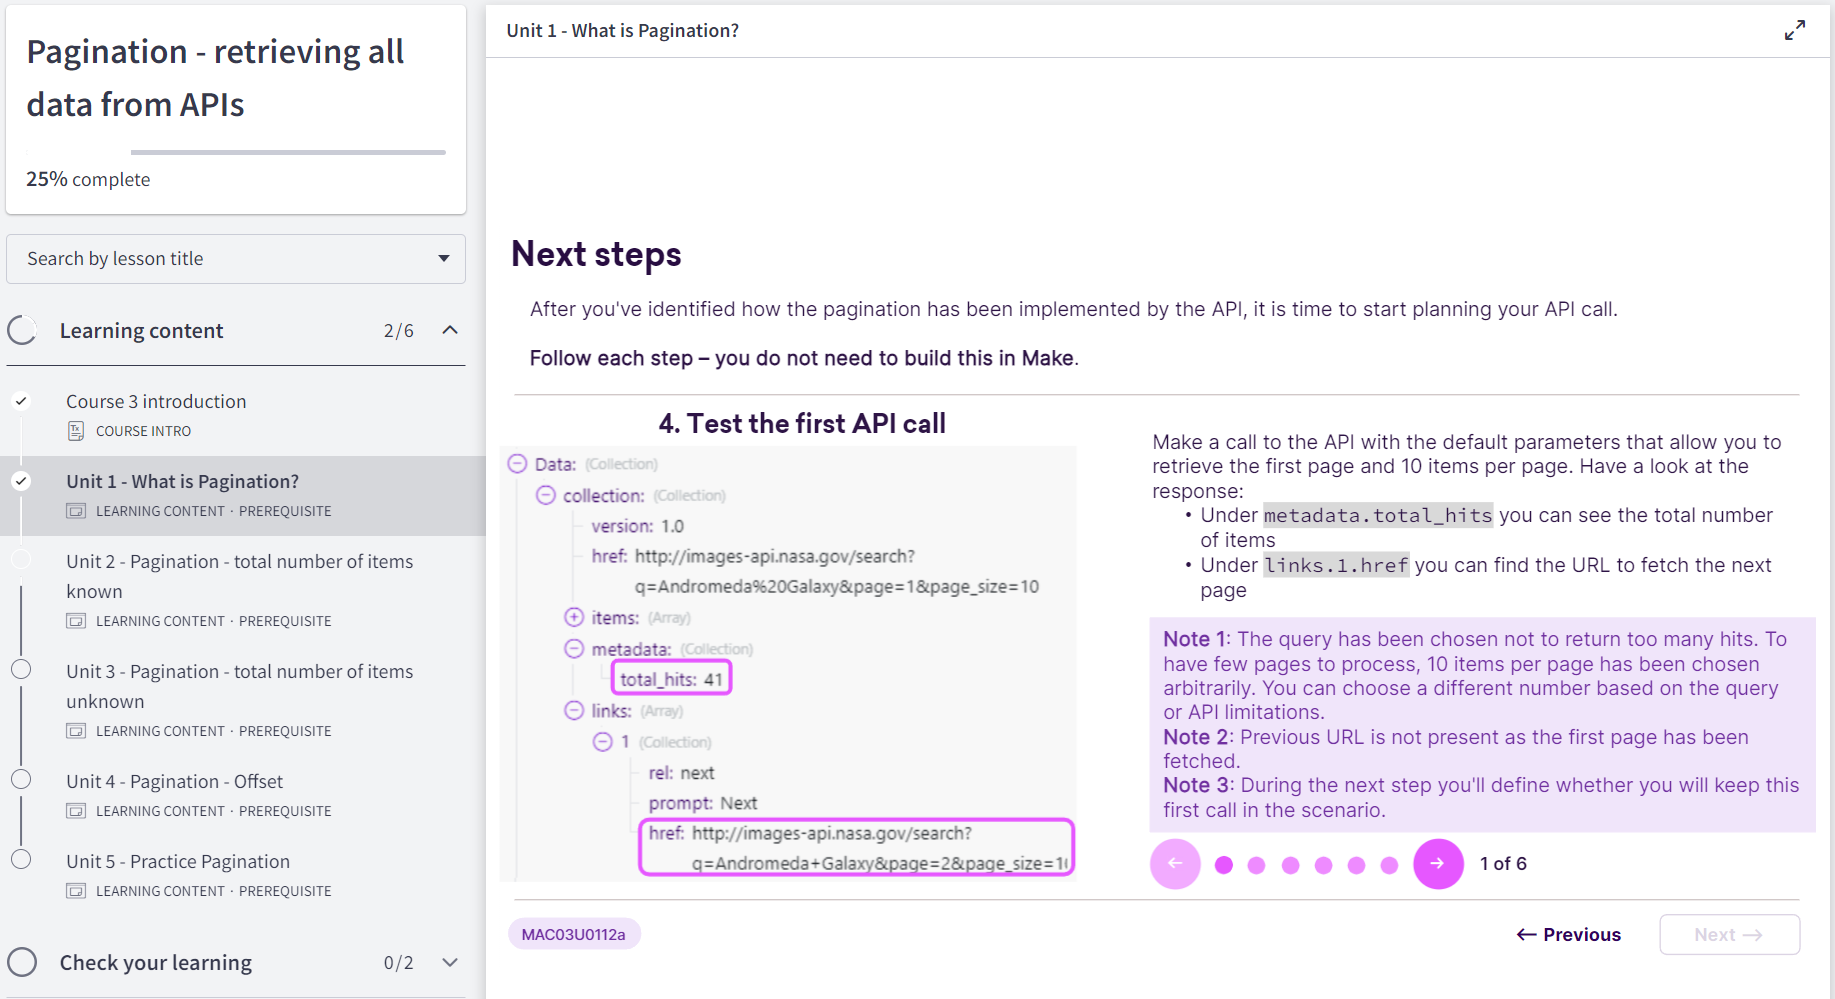 Pagination - retrieving all
data from APIs
25% complete
Search by lesson title
Learning content 2/6
Course 3 introduction
COURSE INTRO
Unit 1 - What is Pagination?
LEARNING CONTENT · PREREQUISITE
Unit 2 - Pagination - total number of items
known
LEARNING CONTENT · PREREQUISITE
Unit 3 - Pagination - total number of items
unknown
LEARNING CONTENT · PREREQUISITE
Unit 4 - Pagination - Offset
LEARNING CONTENT · PREREQUISITE
Unit 5 - Practice Pagination
LEARNING CONTENT · PREREQUISITE
Check your learning 0/2
Unit 1 - What is Pagination?
Next steps
After you've identified how the pagination has been implemented by the API, it is time to start planning your API call.
Follow each step – you do not need to build this in Make.
4. Test the first API call
Data: (Collection)
collection: (Collection)
version: 1.0
href: http://images-api.nasa.gov/search?
q=Andromeda%20Galaxy&page=1&page_size=10
items: (Array)
metadata: (Collection)
total_hits: 41
links: (Array)
1 (Collection)
rel: next
prompt: Next
href: http://images-api.nasa.gov/search?
q=Andromeda+Galaxy&page=2&page_size=10
Make a call to the API with the default parameters that allow you to
retrieve the first page and 10 items per page. Have a look at the
response:
• Under metadata.total_hits you can see the total number
of items
• Under links.1.href you can find the URL to fetch the next
page
Note 1: The query has been chosen not to return too many hits. To
have few pages to process, 10 items per page has been chosen
arbitrarily. You can choose a different number based on the query
or API limitations.
Note 2: Previous URL is not present as the first page has been
fetched.
Note 3: During the next step you'll define whether you will keep this
first call in the scenario.
1 of 6
MAC03U0112a
← Previous
Next →